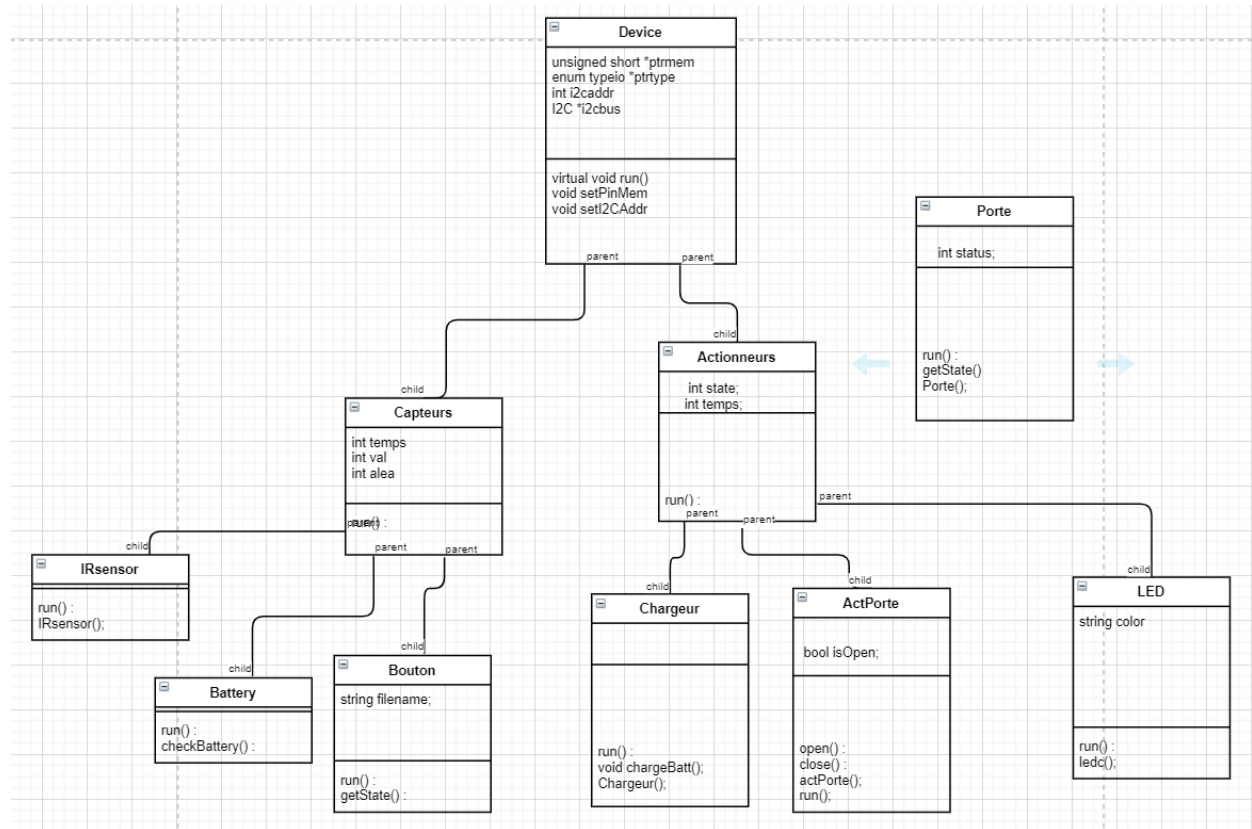 Device
unsigned short *ptrmem
enum typeio *ptrtype
int i2caddr
I2C *i2cbus
virtual void run()
void setPinMem
void setI2CAddr
parent
parent
Porte
int status;
run() :
getState()
Porte();
child
Actionneurs
int state;
int temps;
run() :
parent
parent
parent
child
Capteurs
int temps
int val
int alea
run() :
parent
parent
parent
child
IRsensor
run() :
IRsensor();
child
Battery
run() :
checkBattery() :
child
Bouton
string filename;
run() :
getState() :
child
Chargeur
run() :
void chargeBatt();
Chargeur();
child
ActPorte
bool isOpen;
open() :
close() :
actPorte();
run();
child
LED
string color
run() :
ledc();